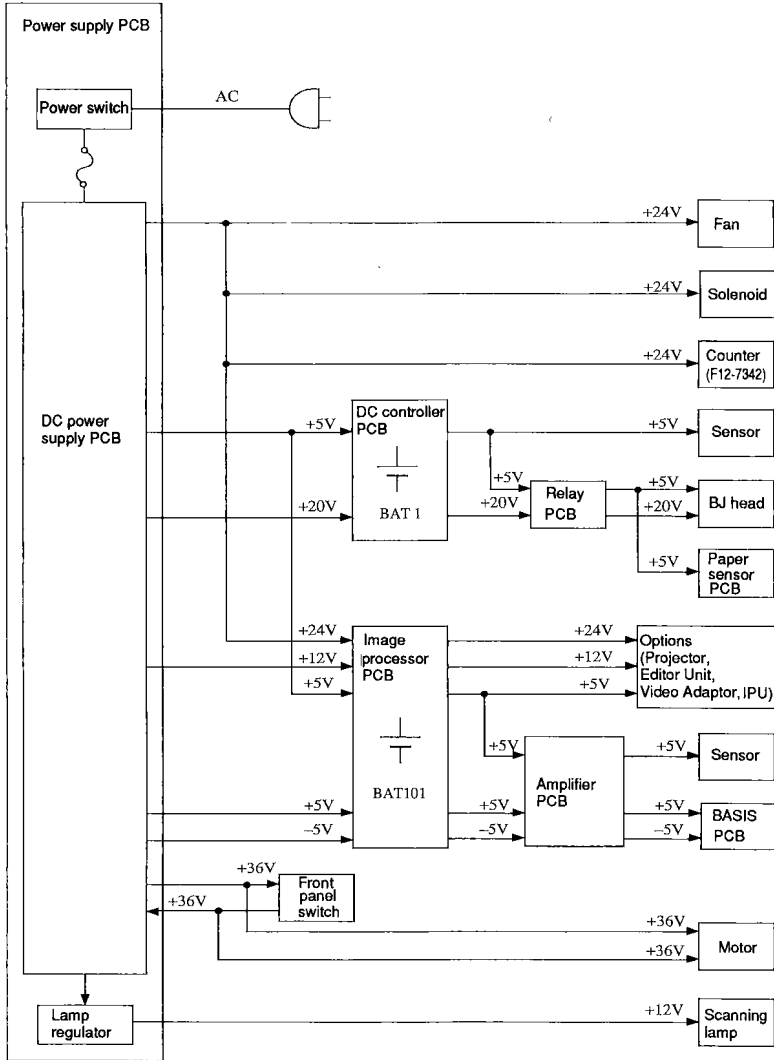 Power supply PCB
Power switch
AC
DC power
supply PCB
+24V
Fan
+24V
Solenoid
+24V
Counter
(F12-7342)
+5V
DC controller
PCB
BAT 1
+5V
Sensor
+5V
+20V
+20V
Relay
PCB
+5V
+20V
BJ head
+5V
Paper
sensor
PCB
+24V
+12V
+5V
Image
processor
PCB
BAT101
+24V
+12V
+5V
Options
(Projector,
Editor Unit,
Video Adaptor, IPU)
+5V
Amplifier
PCB
+5V
Sensor
+5V
–5V
+5V
–5V
+5V
–5V
BASIS
PCB
+36V
+36V
Front
panel
switch
+36V
+36V
Motor
Lamp
regulator
+12V
Scanning
lamp